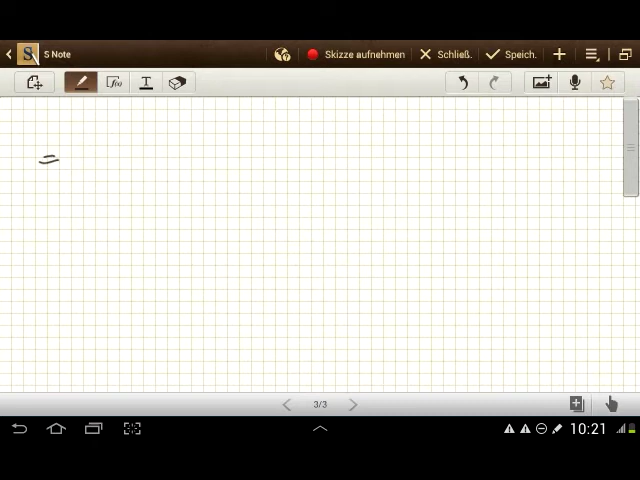 S Note Skizze aufnehmen Schließ. Speich.
f(x) T
=
3/3
10:21